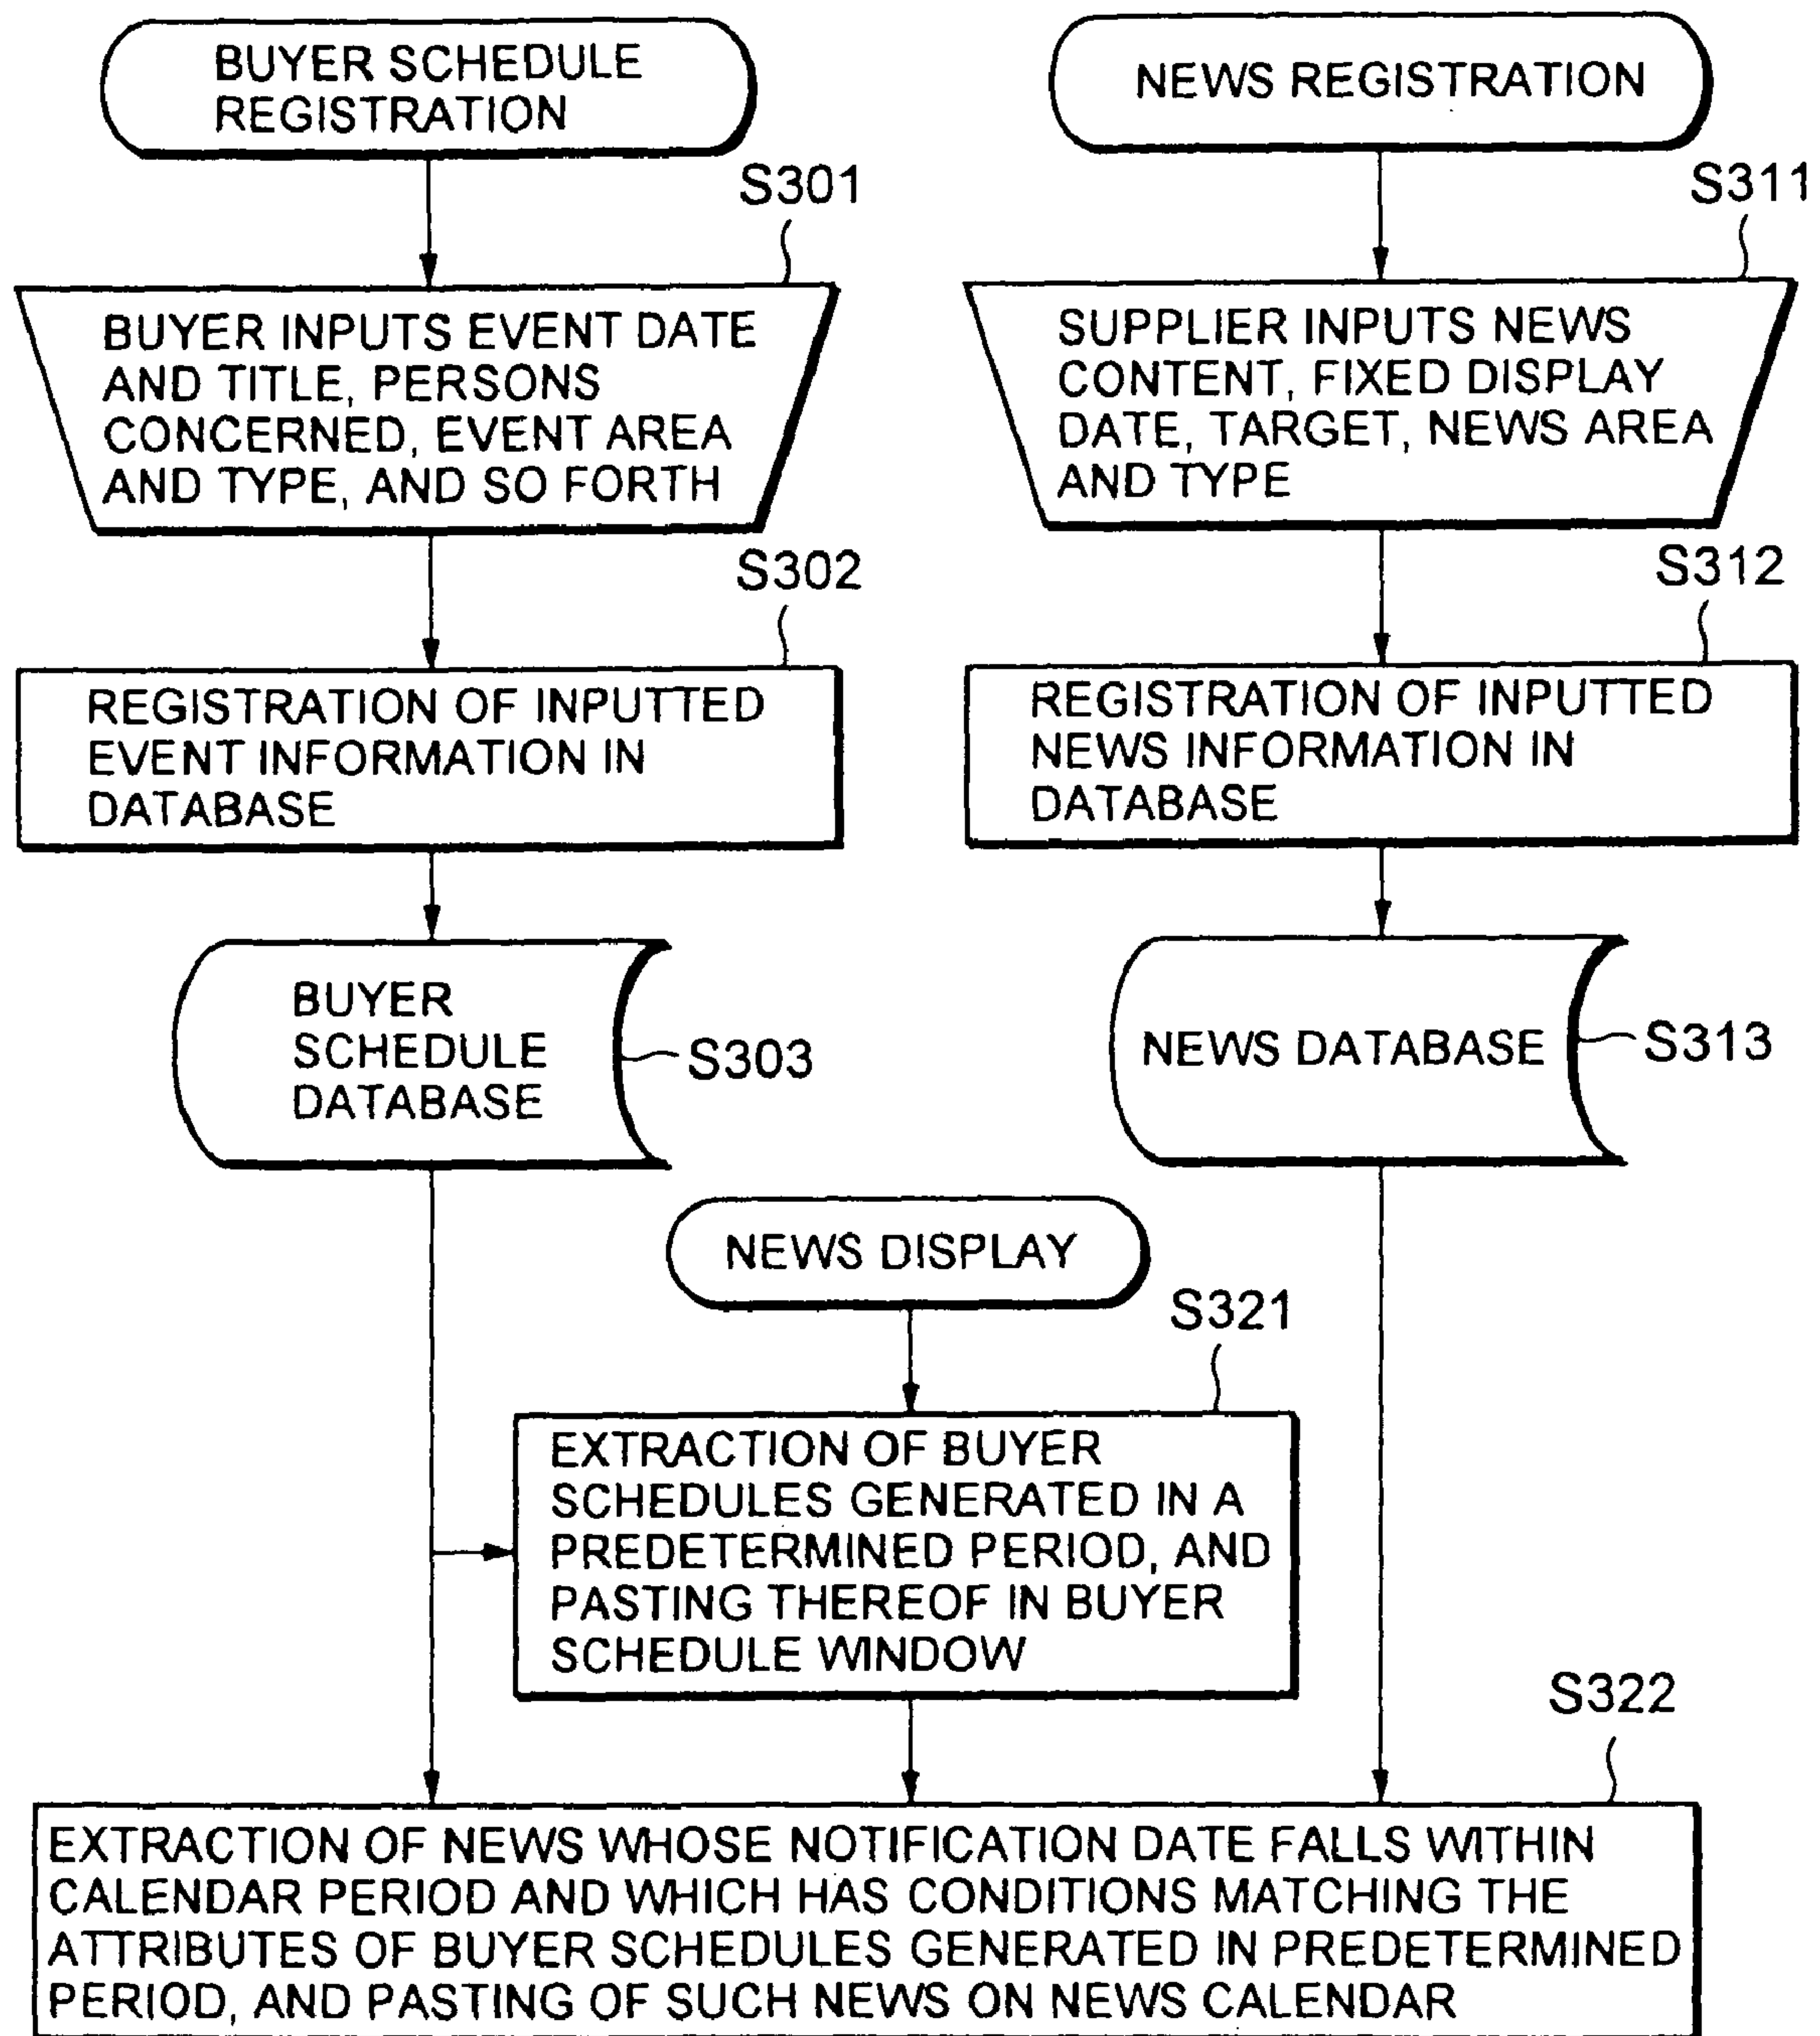 BUYER SCHEDULE
REGISTRATION
S301
BUYER INPUTS EVENT DATE
AND TITLE, PERSONS
CONCERNED, EVENT AREA
AND TYPE, AND SO FORTH
S302
REGISTRATION OF INPUTTED
EVENT INFORMATION IN
DATABASE
BUYER
SCHEDULE
DATABASE
S303
NEWS REGISTRATION
S311
SUPPLIER INPUTS NEWS
CONTENT, FIXED DISPLAY
DATE, TARGET, NEWS AREA
AND TYPE
S312
REGISTRATION OF INPUTTED
NEWS INFORMATION IN
DATABASE
NEWS DATABASE
S313
NEWS DISPLAY
S321
EXTRACTION OF BUYER
SCHEDULES GENERATED IN A
PREDETERMINED PERIOD, AND
PASTING THEREOF IN BUYER
SCHEDULE WINDOW
S322
EXTRACTION OF NEWS WHOSE NOTIFICATION DATE FALLS WITHIN
CALENDAR PERIOD AND WHICH HAS CONDITIONS MATCHING THE
ATTRIBUTES OF BUYER SCHEDULES GENERATED IN PREDETERMINED
PERIOD, AND PASTING OF SUCH NEWS ON NEWS CALENDAR